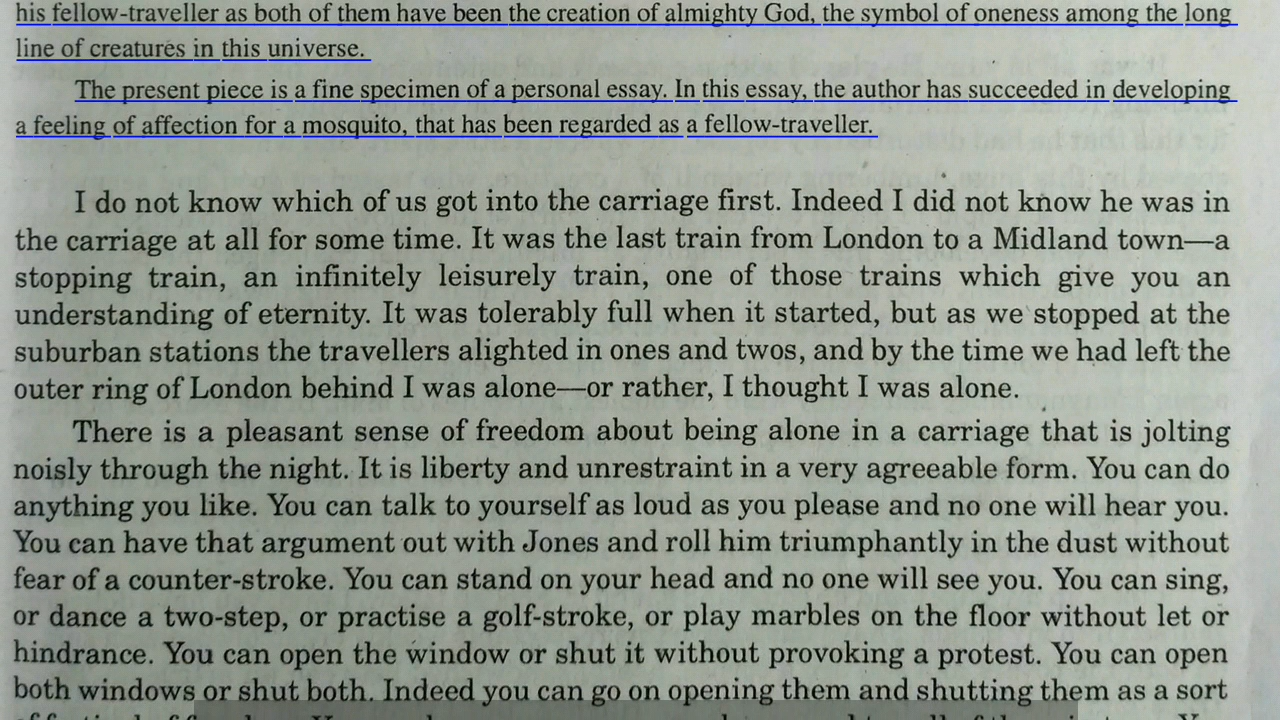 his fellow-traveller as both of them have been the creation of almighty God, the symbol of oneness among the long
line of creatures in this universe.
The present piece is a fine specimen of a personal essay. In this essay, the author has succeeded in developing
a feeling of affection for a mosquito, that has been regarded as a fellow-traveller.
I do not know which of us got into the carriage first. Indeed I did not know he was in
the carriage at all for some time. It was the last train from London to a Midland town—a
stopping train, an infinitely leisurely train, one of those trains which give you an
understanding of eternity. It was tolerably full when it started, but as we stopped at the
suburban stations the travellers alighted in ones and twos, and by the time we had left the
outer ring of London behind I was alone—or rather, I thought I was alone.
There is a pleasant sense of freedom about being alone in a carriage that is jolting
noisly through the night. It is liberty and unrestraint in a very agreeable form. You can do
anything you like. You can talk to yourself as loud as you please and no one will hear you.
You can have that argument out with Jones and roll him triumphantly in the dust without
fear of a counter-stroke. You can stand on your head and no one will see you. You can sing,
or dance a two-step, or practise a golf-stroke, or play marbles on the floor without let or
hindrance. You can open the window or shut it without provoking a protest. You can open
both windows or shut both. Indeed you can go on opening them and shutting them as a sort